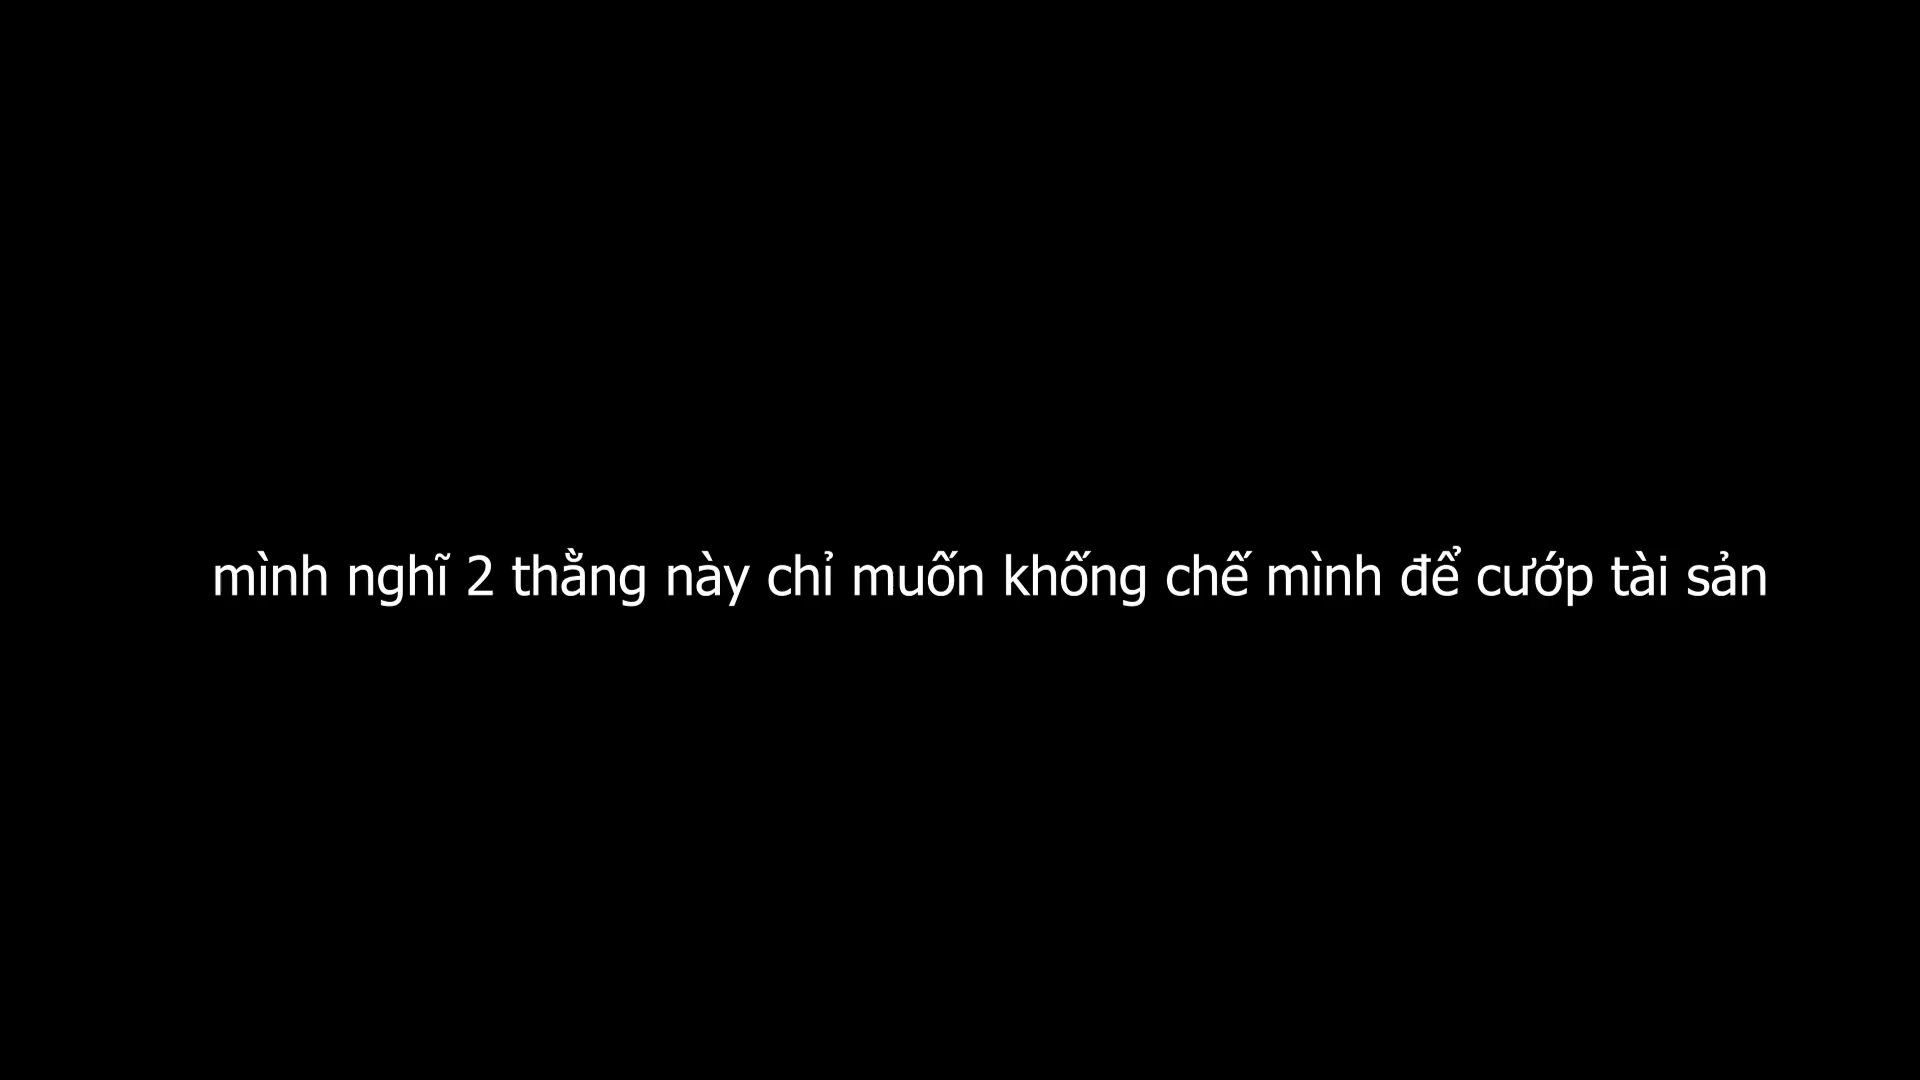 mình nghĩ 2 thằng này chỉ muốn khống chế mình để cướp tài sản